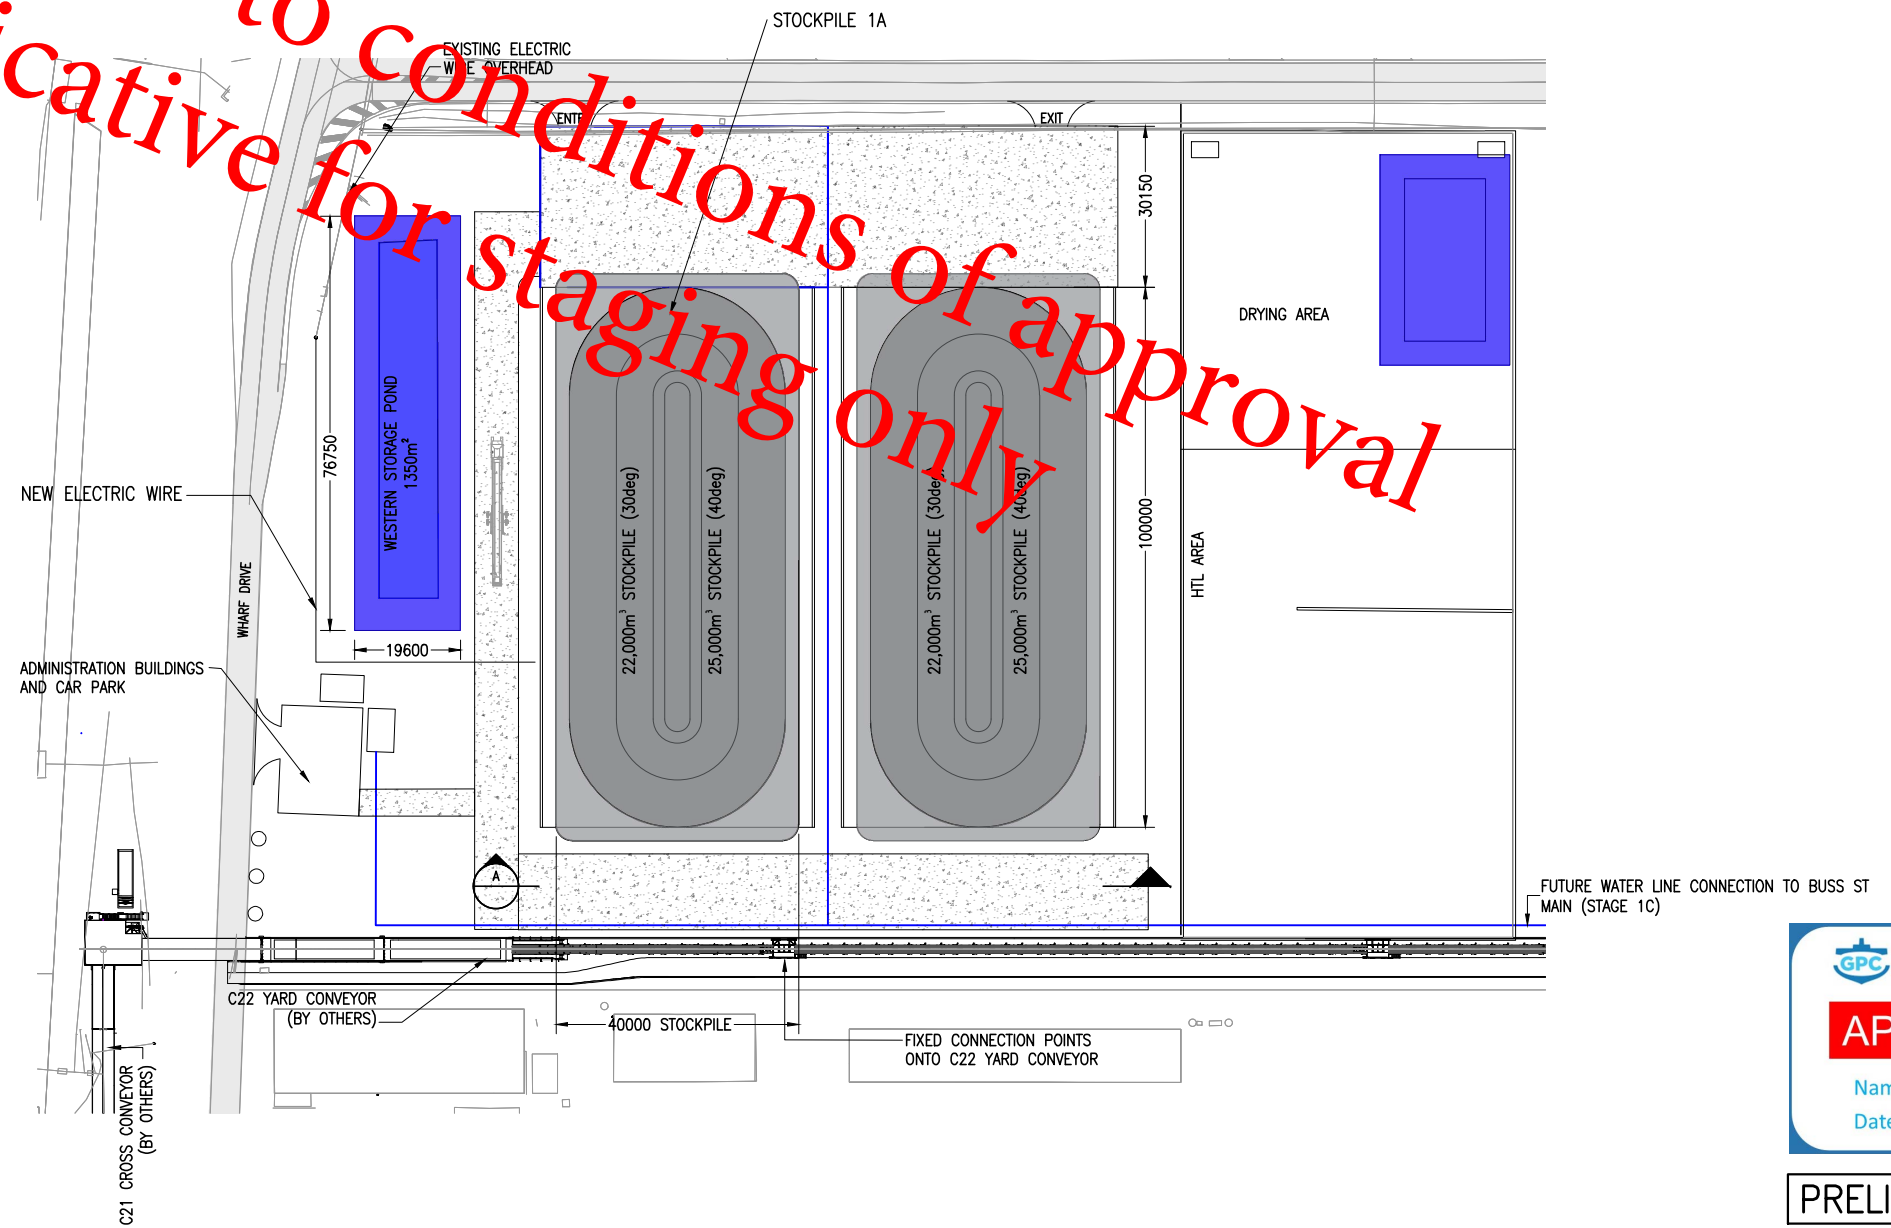 to conditions of approval
icative for staging only
STOCKPILE 1A
EXISTING ELECTRIC
WIRE OVERHEAD
EXIT
30150
DRYING AREA
76750
WESTERN STORAGE POND
1350m²
NEW ELECTRIC WIRE
WHARF DRIVE
22,000m³ STOCKPILE (30deg)
25,000m³ STOCKPILE (40deg)
22,000m³ STOCKPILE (30deg)
25,000m³ STOCKPILE (40deg)
100000
HTL AREA
19600
ADMINISTRATION BUILDINGS
AND CAR PARK
A
FUTURE WATER LINE CONNECTION TO BUSS ST
MAIN (STAGE 1C)
GPC
C22 YARD CONVEYOR
(BY OTHERS)
40000 STOCKPILE
FIXED CONNECTION POINTS
ONTO C22 YARD CONVEYOR
C21 CROSS CONVEYOR
(BY OTHERS)
AP
Nam
Date
PRELI